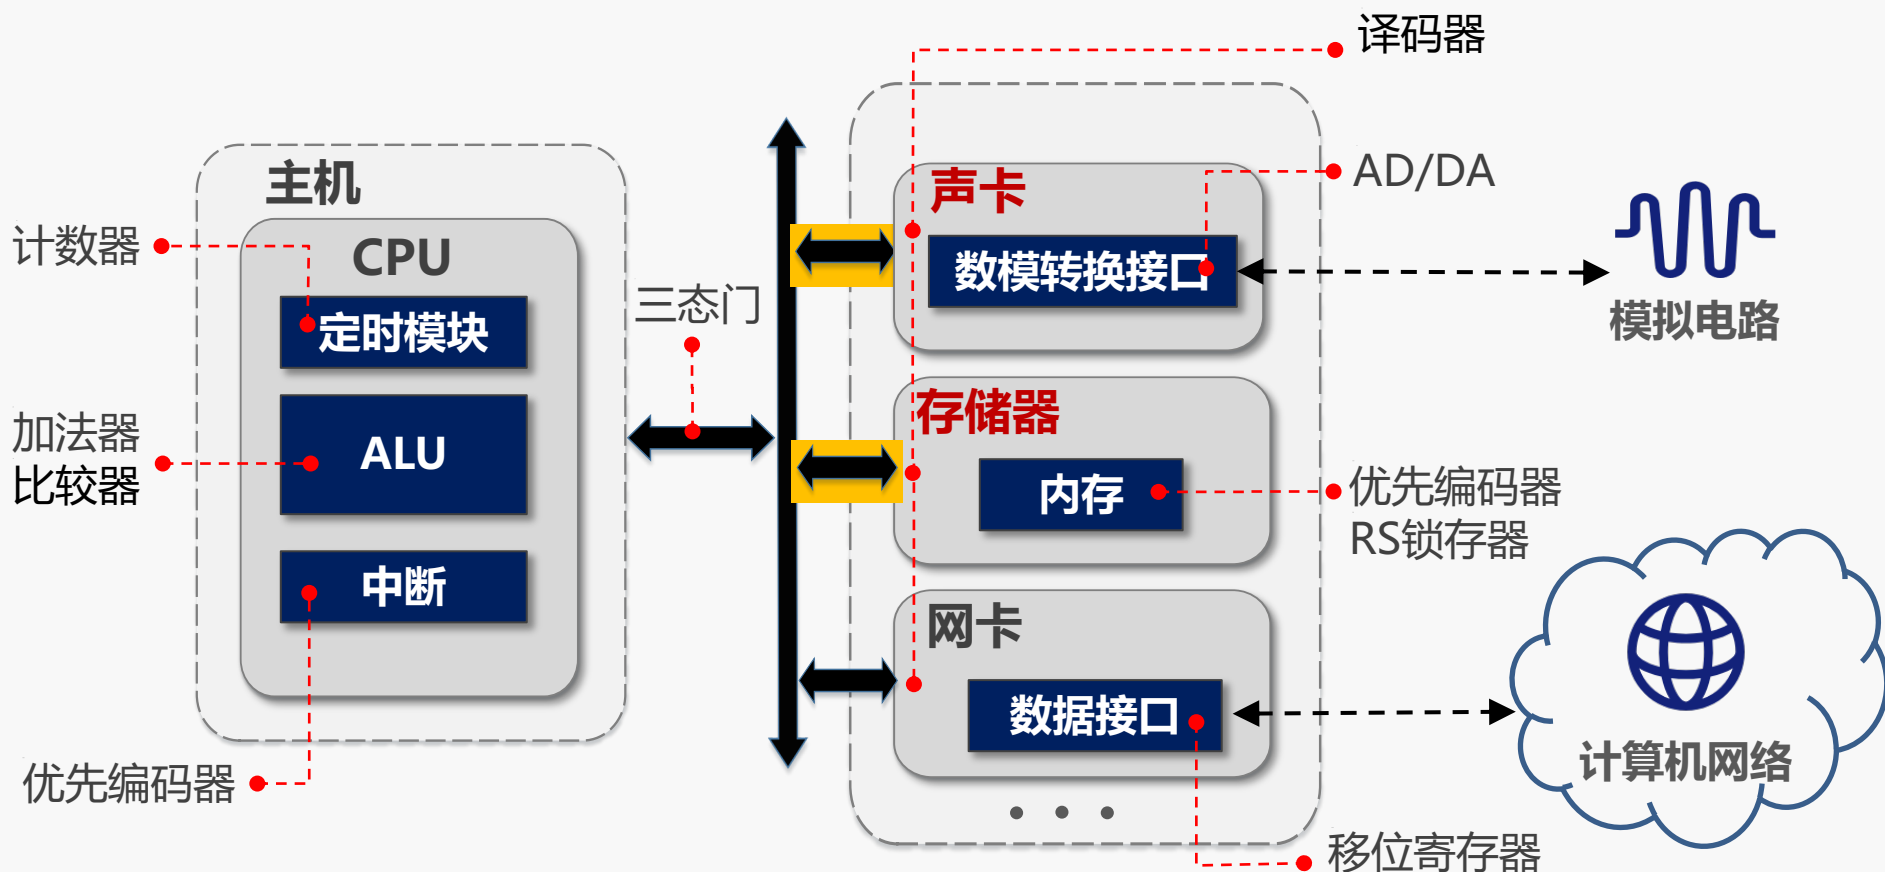 译码器
主机
声卡
AD/DA
计数器
CPU
数模转换接口
三态门
定时模块
模拟电路
加法器
比较器
ALU
存储器
内存
优先编码器
RS锁存器
中断
网卡
数据接口
计算机网络
优先编码器
• • •
移位寄存器